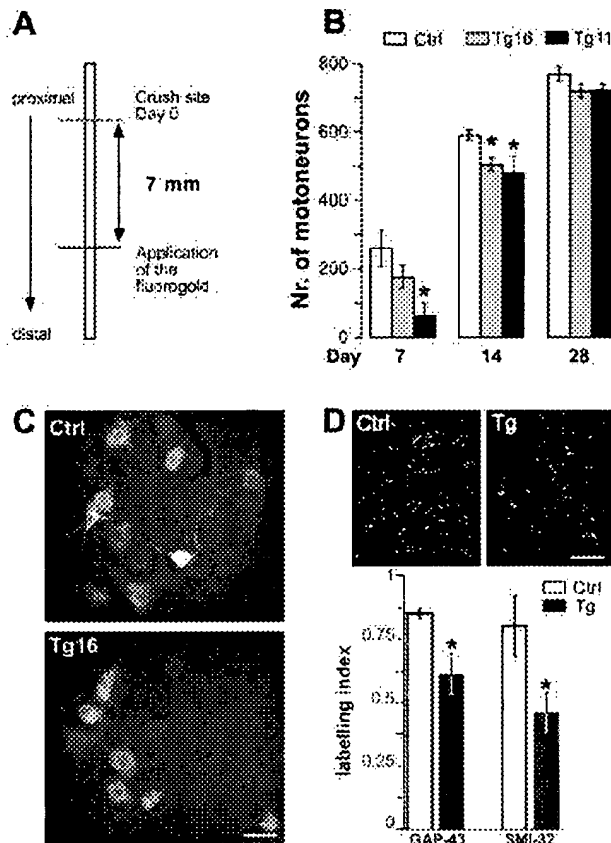 A
proximal
Crush site
Day 0
7 mm
Application
of the
fluorogold
distal
B
Ctrl Tg16 Tg11
Nr. of motoneurons
800
600
400
200
0
Day 7 14 28
C
Ctrl
Tg16
D
Ctrl Tg
Ctrl
Tg
labelling index
1
0.75
0.5
0.25
0
GAP-43 SMI-32
* * * * *